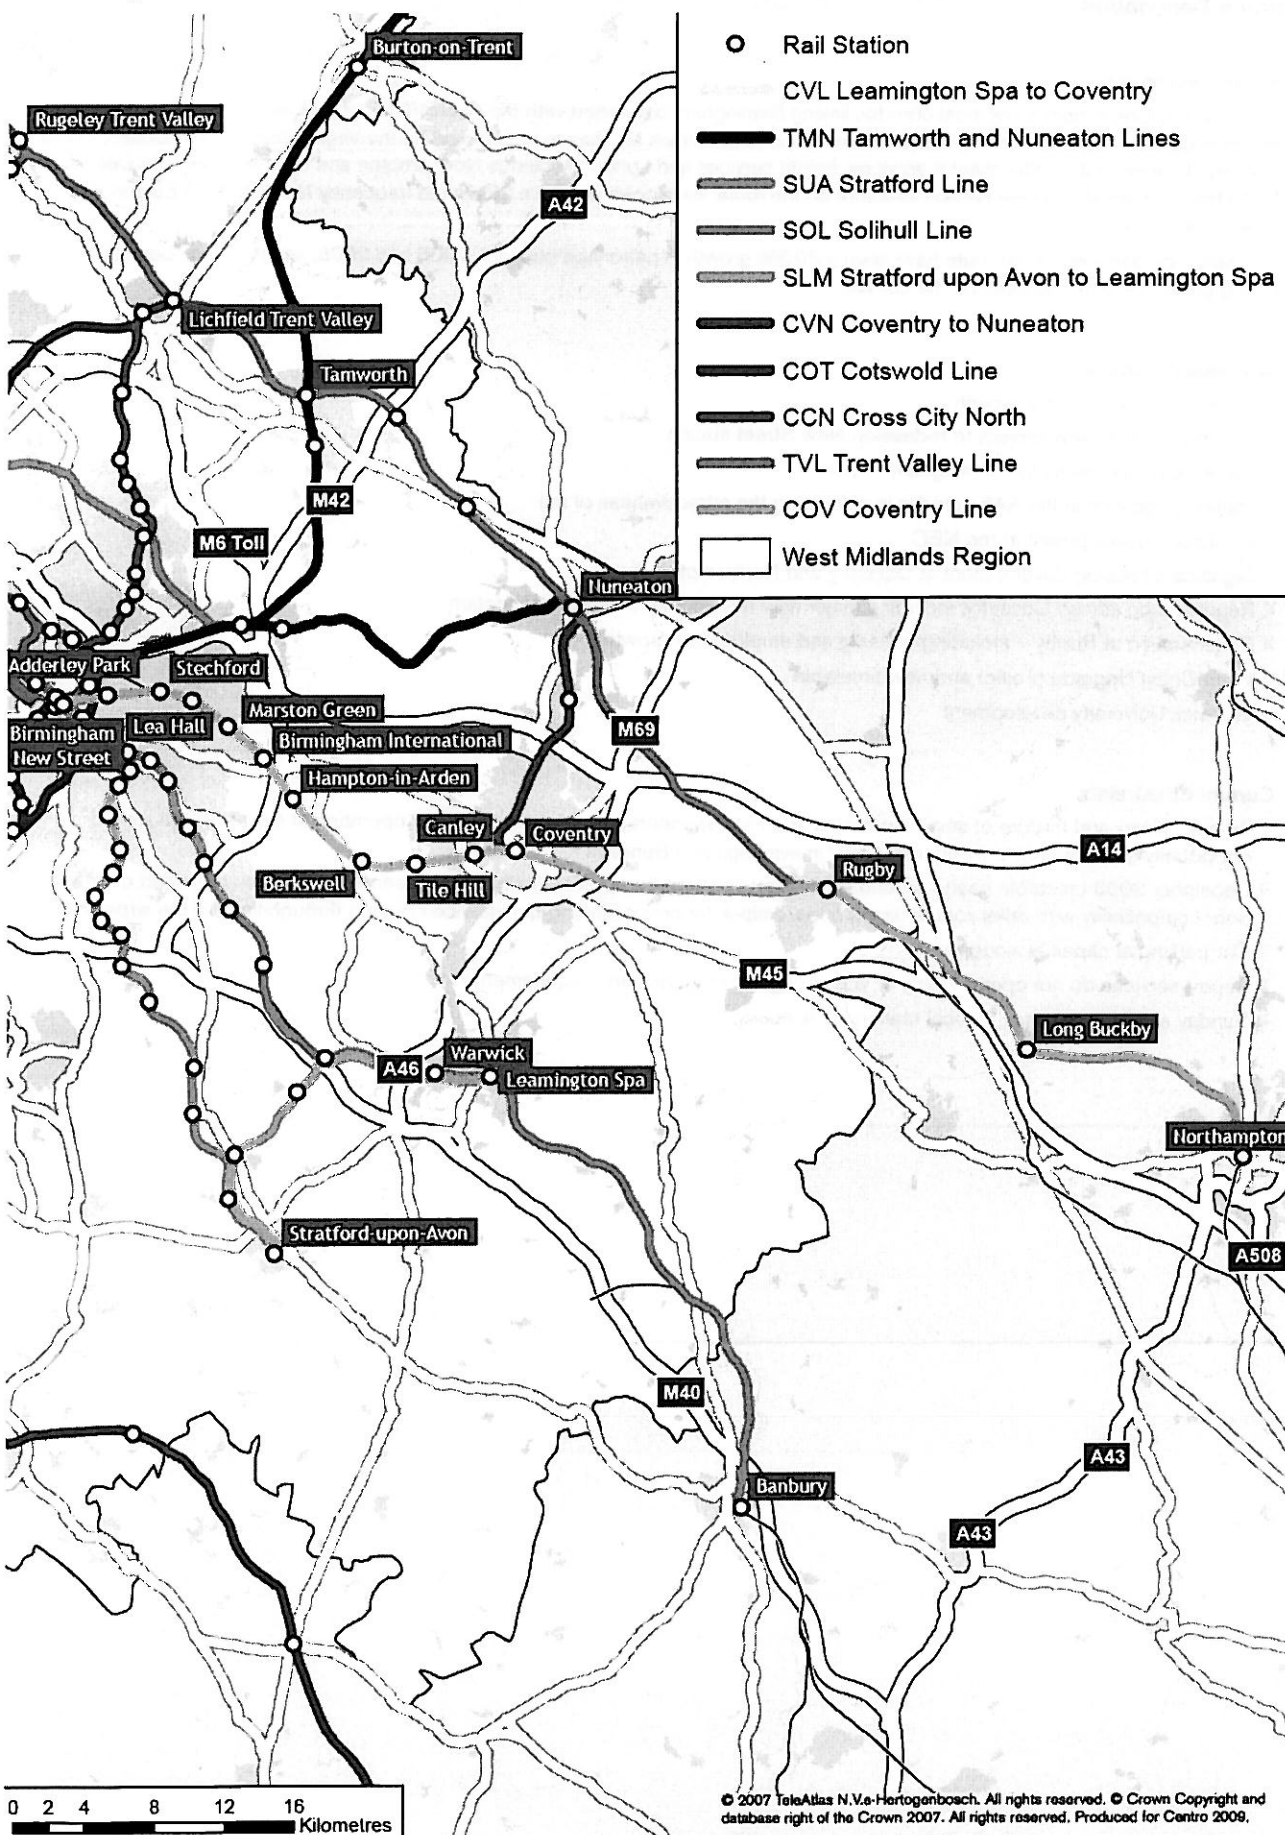 Burton-on-Trent
Rugeley Trent Valley
A42
Lichfield Trent Valley
Tamworth
M42
M6 Toll
Nuneaton
Adderley Park
Stechford
Lea Hall
Marston Green
Birmingham
New Street
Birmingham International
M69
Hampton-in-Arden
Canley
Coventry
A14
Berkswell
Tile Hill
Rugby
M45
Long Buckby
A46
Warwick
Leamington Spa
Northampton
Stratford-upon-Avon
A508
M40
A43
Banbury
A43
Rail Station
CVL Leamington Spa to Coventry
TMN Tamworth and Nuneaton Lines
SUA Stratford Line
SOL Solihull Line
SLM Stratford upon Avon to Leamington Spa
CVN Coventry to Nuneaton
COT Cotswold Line
CCN Cross City North
TVL Trent Valley Line
COV Coventry Line
West Midlands Region
0 2 4 8 12 16
Kilometres
© 2007 TeleAtlas N.V.s-Hertogenbosch. All rights reserved. © Crown Copyright and
database right of the Crown 2007. All rights reserved. Produced for Centro 2009.